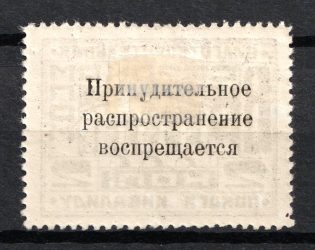 Принудительное
распространение
воспрещается